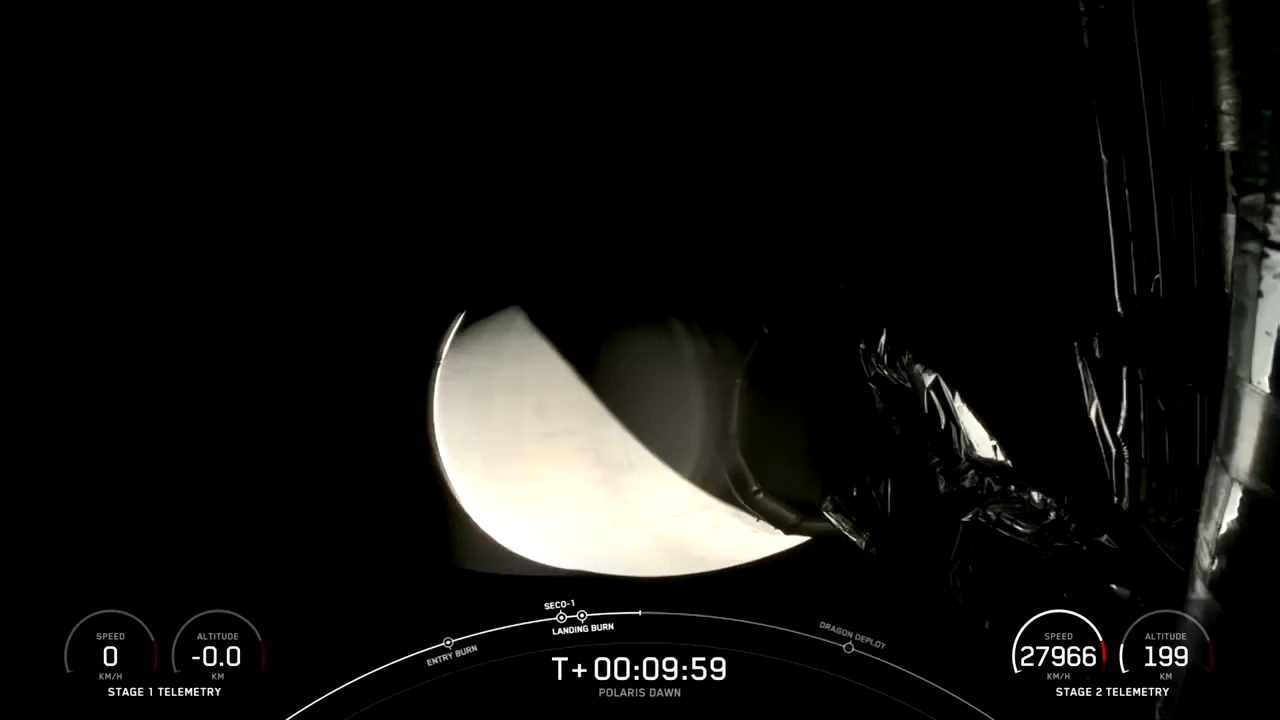 SECO-1
LANDING BURN
ENTRY BURN
DRAGON DEPLOY
T+00:09:59
POLARIS DAWN
SPEED
0
KM/H
ALTITUDE
-0.0
KM
STAGE 1 TELEMETRY
SPEED
27966
KM/H
ALTITUDE
199
KM
STAGE 2 TELEMETRY